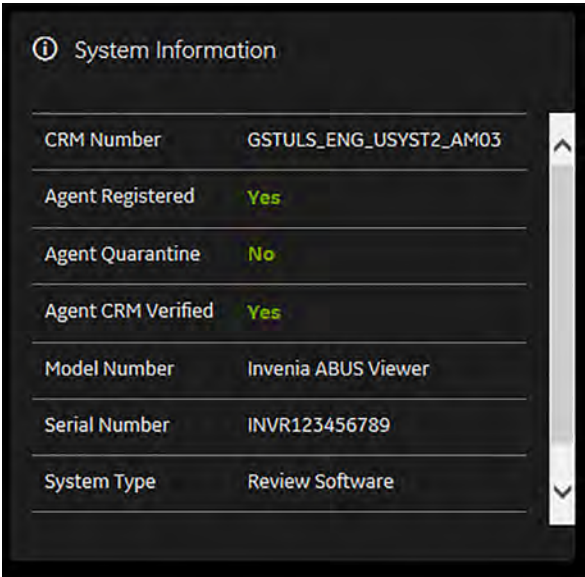 System Information
CRM Number GSTULS_ENG_USYST2_AM03
Agent Registered Yes
Agent Quarantine No
Agent CRM Verified Yes
Model Number Invenia ABUS Viewer
Serial Number INVR123456789
System Type Review Software